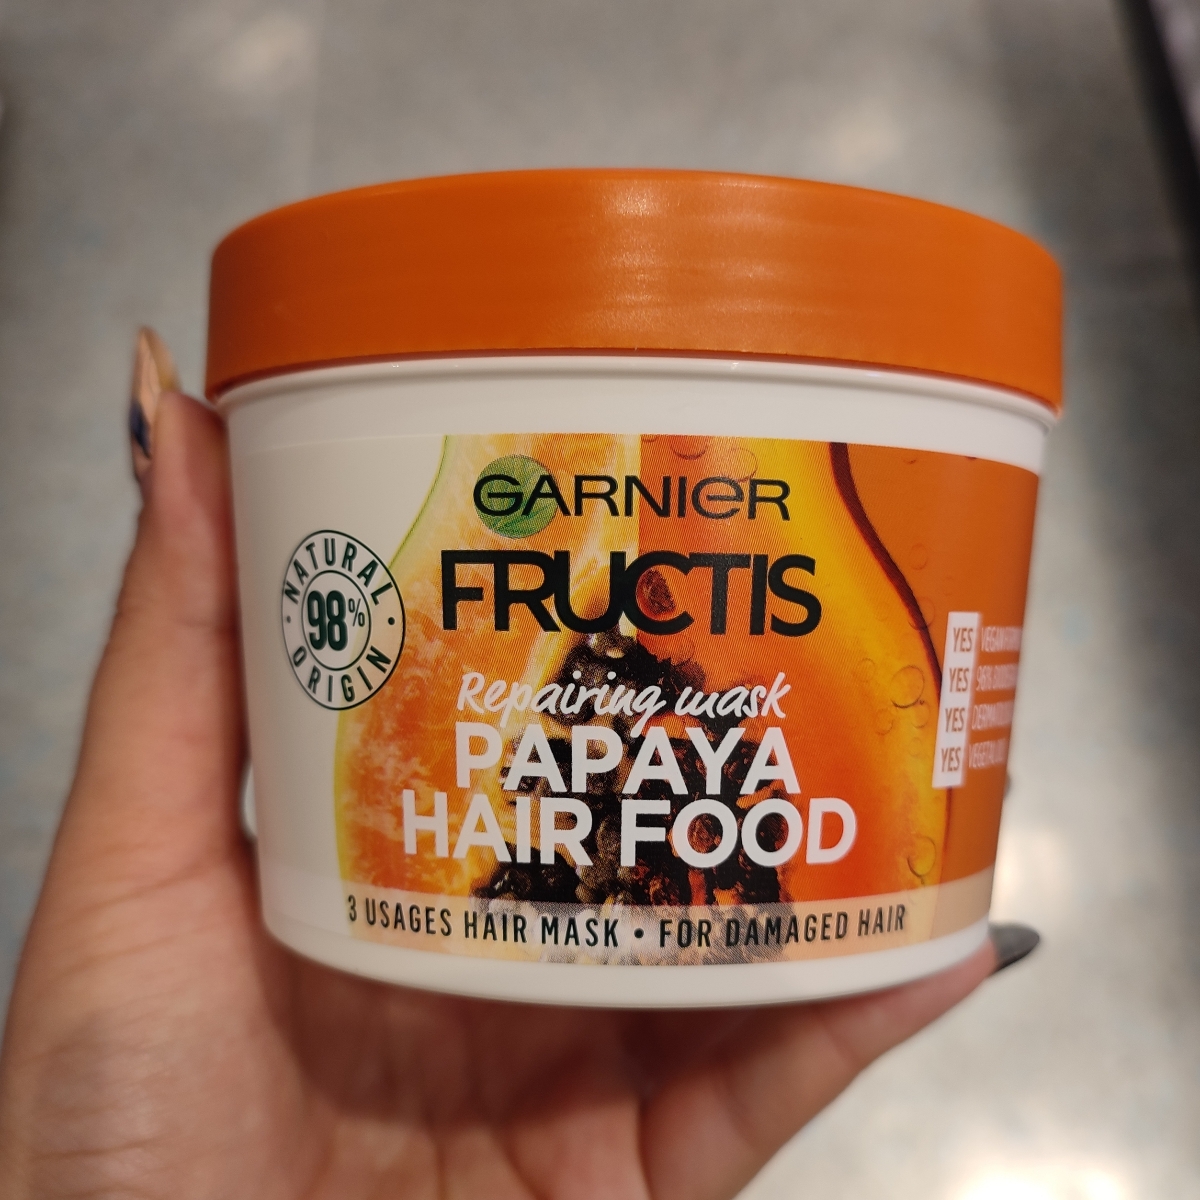 GARNIER
FRUCTIS
NATURAL
98%
ORIGIN
Repairing mask
PAPAYA
HAIR FOOD
3 USAGES HAIR MASK • FOR DAMAGED HAIR
YES VEGAN
YES
YES
YES